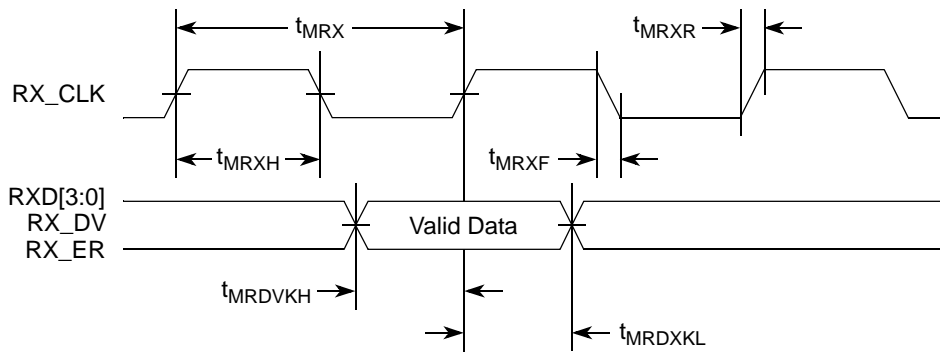 tMRX
tMRXR
RX_CLK
tMRXH
tMRXF
RXD[3:0]
RX_DV
Valid Data
RX_ER
tMRDVKH
tMRDXKL